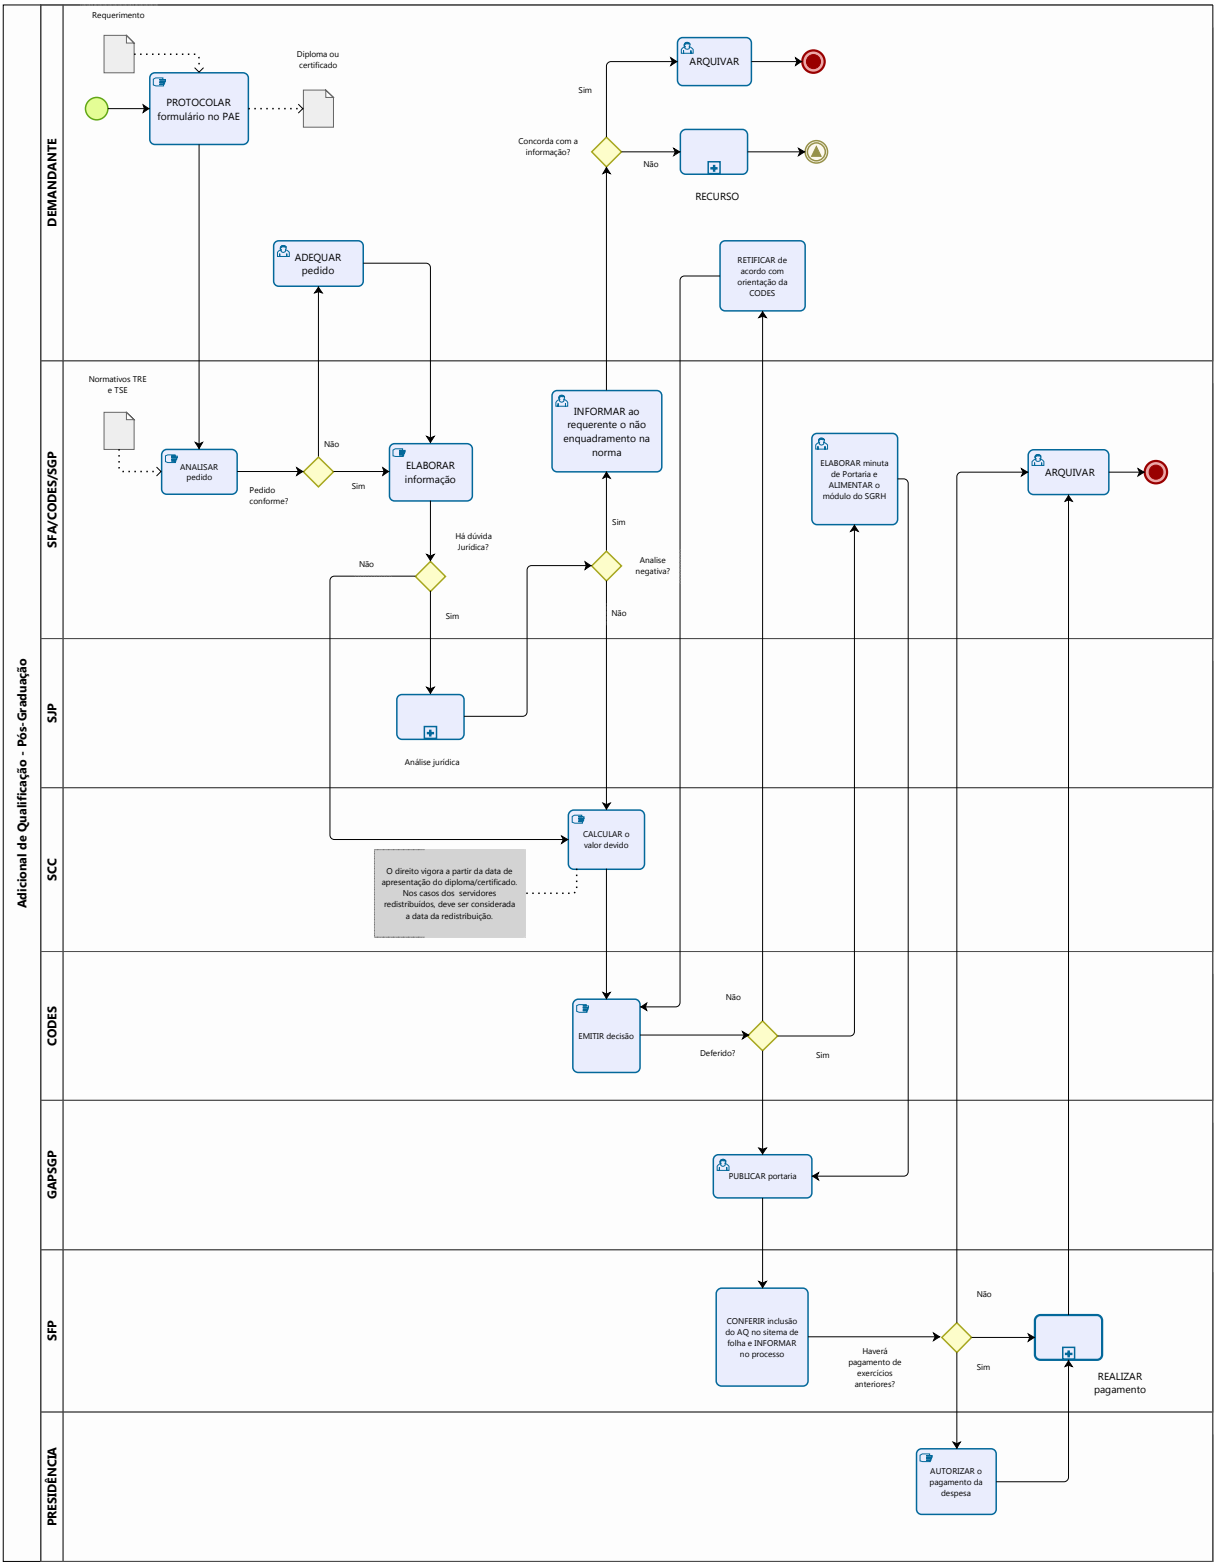 Adicional de Qualificação - Pós-Graduação
DEMANDANTE
Requerimento
Diploma ou
certificado
PROTOCOLAR
formulário no PAE
ARQUIVAR
Sim
Concorda com a
informação?
Não
RECURSO
ADEQUAR
pedido
RETIFICAR de
acordo com
orientação da
CODES
SFA/CODES/SGP
Normativos TRE
e TSE
ANALISAR
pedido
Pedido
conforme?
Não
Sim
ELABORAR
informação
Há dúvida
Jurídica?
Não
Sim
INFORMAR ao
requerente o não
enquadramento na
norma
Sim
Analise
negativa?
Não
ELABORAR minuta
de Portaria e
ALIMENTAR o
módulo do SGRH
ARQUIVAR
SJP
Análise jurídica
SCC
CALCULAR o
valor devido
O direito vigora a partir da data de
apresentação do diploma/certificado.
Nos casos dos servidores
redistribuídos, deve ser considerada
a data da redistribuição.
CODES
EMITIR decisão
Não
Deferido?
Sim
GAPSGP
PUBLICAR portaria
SFP
CONFERIR inclusão
do AQ no sitema de
folha e INFORMAR
no processo
Haverá
pagamento de
exercícios
anteriores?
Não
Sim
REALIZAR
pagamento
PRESIDÊNCIA
AUTORIZAR o
pagamento da
despesa